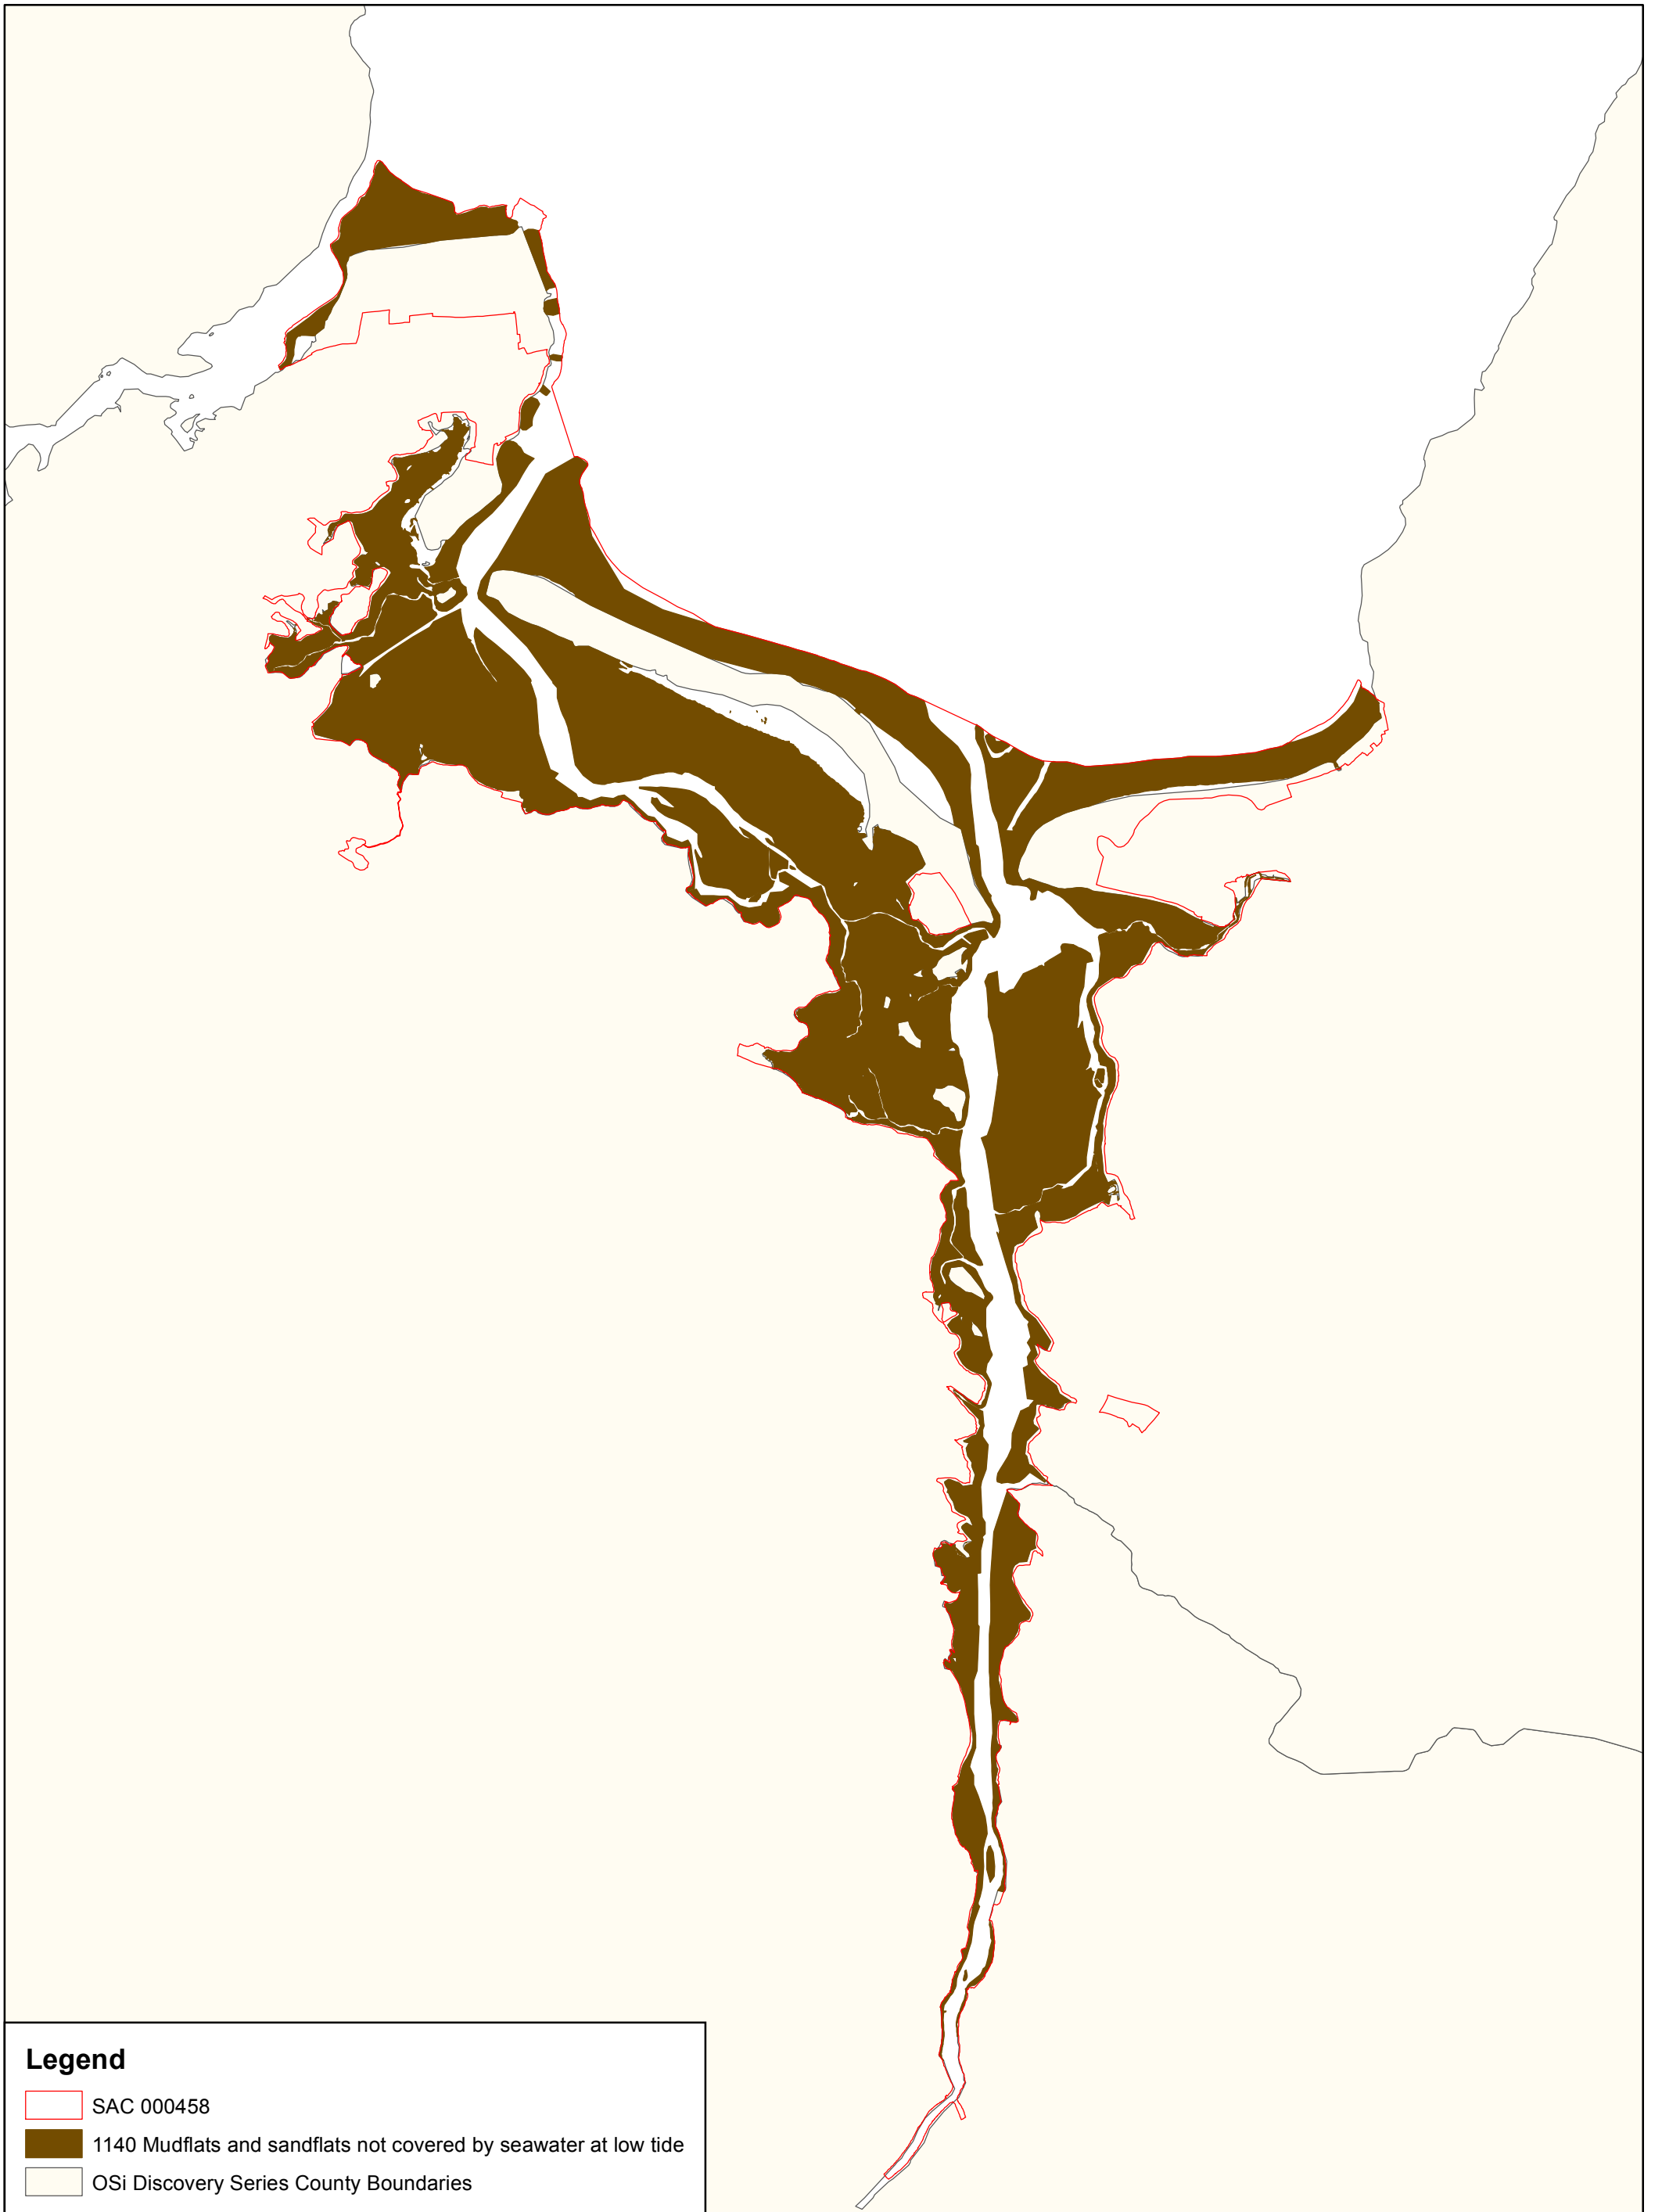 Legend
SAC 000458
1140 Mudflats and sandflats not covered by seawater at low tide
OSi Discovery Series County Boundaries